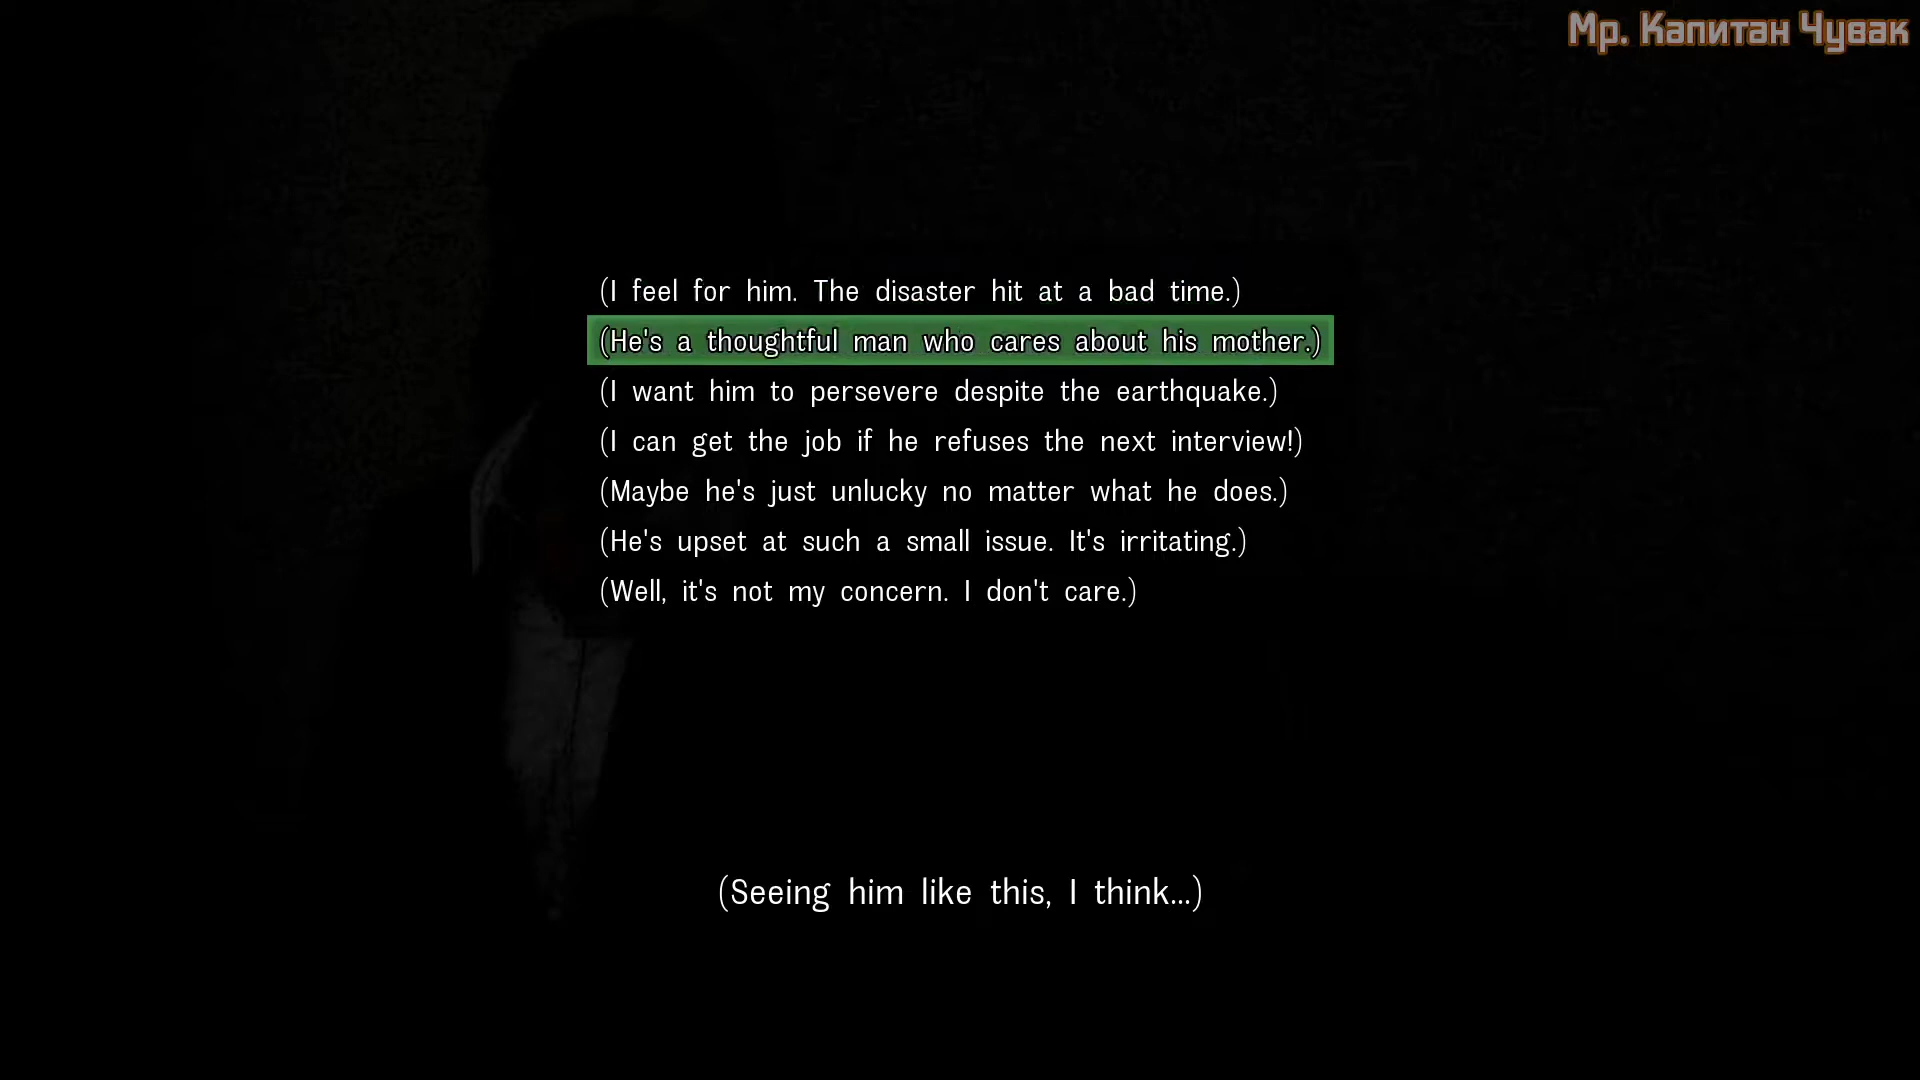 Мр. Капитан Чувак
(I feel for him. The disaster hit at a bad time.)
(He's a thoughtful man who cares about his mother.)
(I want him to persevere despite the earthquake.)
(I can get the job if he refuses the next interview!)
(Maybe he's just unlucky no matter what he does.)
(He's upset at such a small issue. It's irritating.)
(Well, it's not my concern. I don't care.)
(Seeing him like this, I think...)